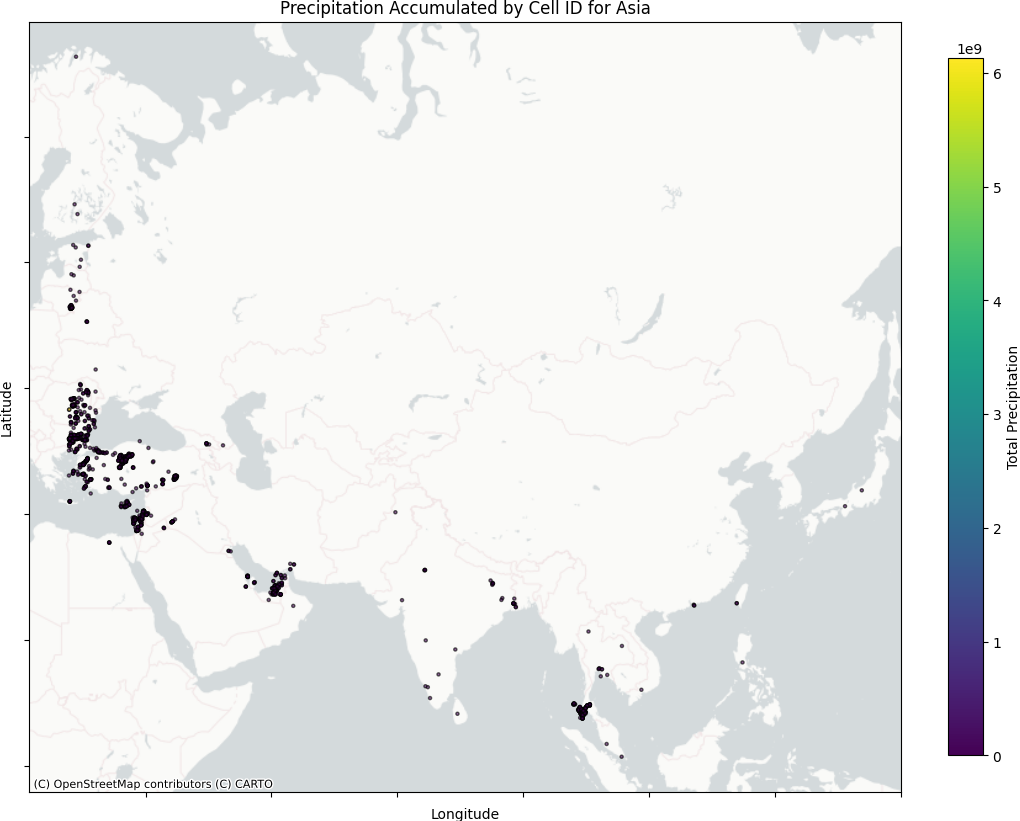 Precipitation Accumulated by Cell ID for Asia
1e9
6
5
4
3
2
1
0
Total Precipitation
Latitude
(C) OpenStreetMap contributors (C) CARTO
Longitude